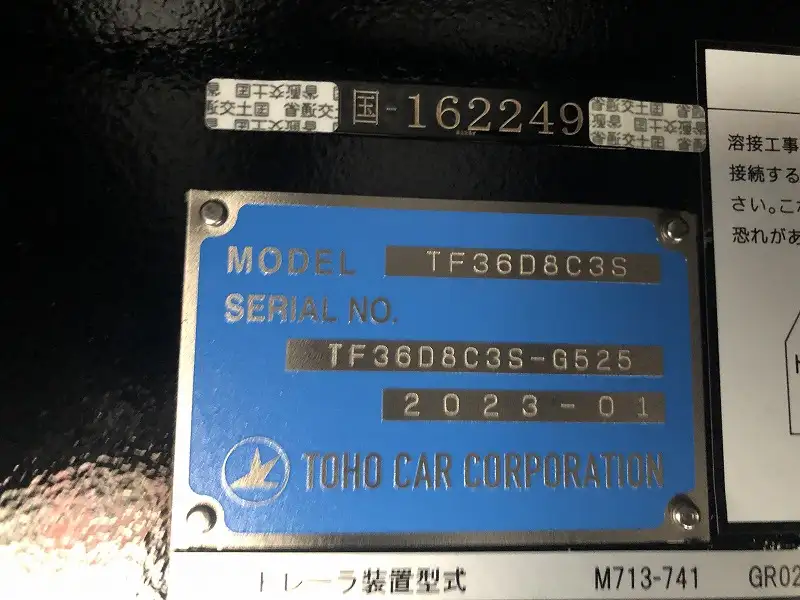 国-162249
溶接工事
接続する
さい。こ
恐れがあ
MODEL TF36D8C3S
SERIAL NO.
TF36D8C3S-G525
2023-01
TOHO CAR CORPORATION
トレーラ装置型式 M713-741 GR02